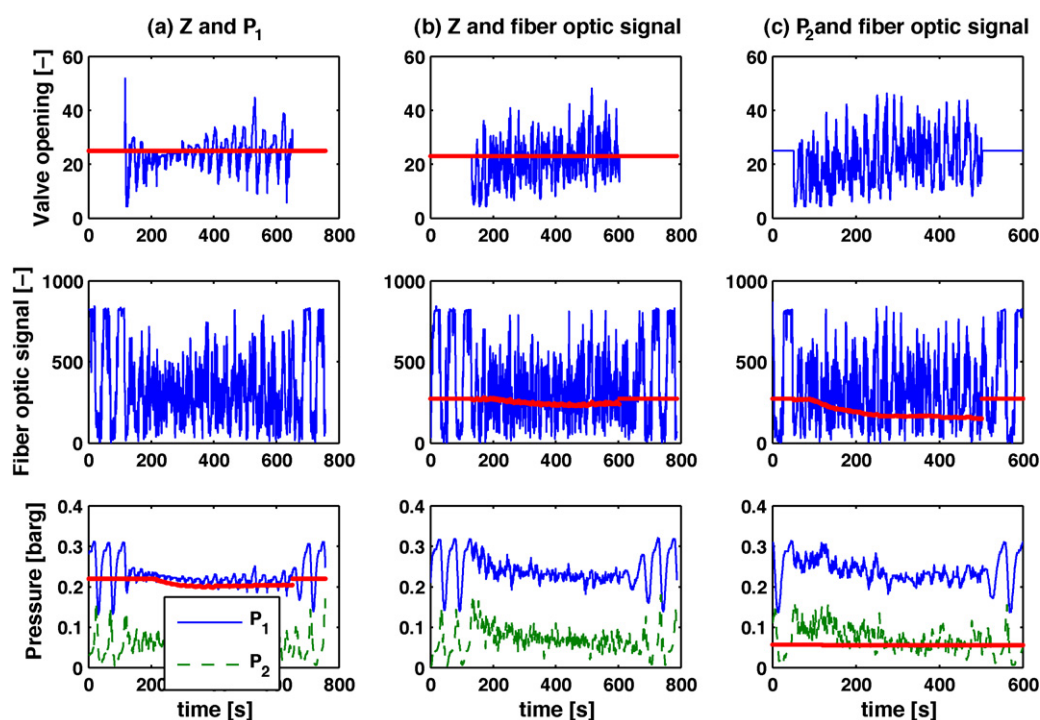 (a) Z and P1
(b) Z and fiber optic signal
(c) P2and fiber optic signal
Valve opening [−]
60
40
20
0
0 200 400 600 800
60
40
20
0
0 200 400 600 800
60
40
20
0
0 200 400 600
Fiber optic signal [−]
1000
500
0
0 200 400 600 800
1000
500
0
0 200 400 600 800
1000
500
0
0 200 400 600
Pressure [barg]
0.4
0.3
0.2
0.1
0
P1
P2
0 200 400 600 800
time [s]
0.4
0.3
0.2
0.1
0
0 200 400 600 800
time [s]
0.4
0.3
0.2
0.1
0
0 200 400 600
time [s]